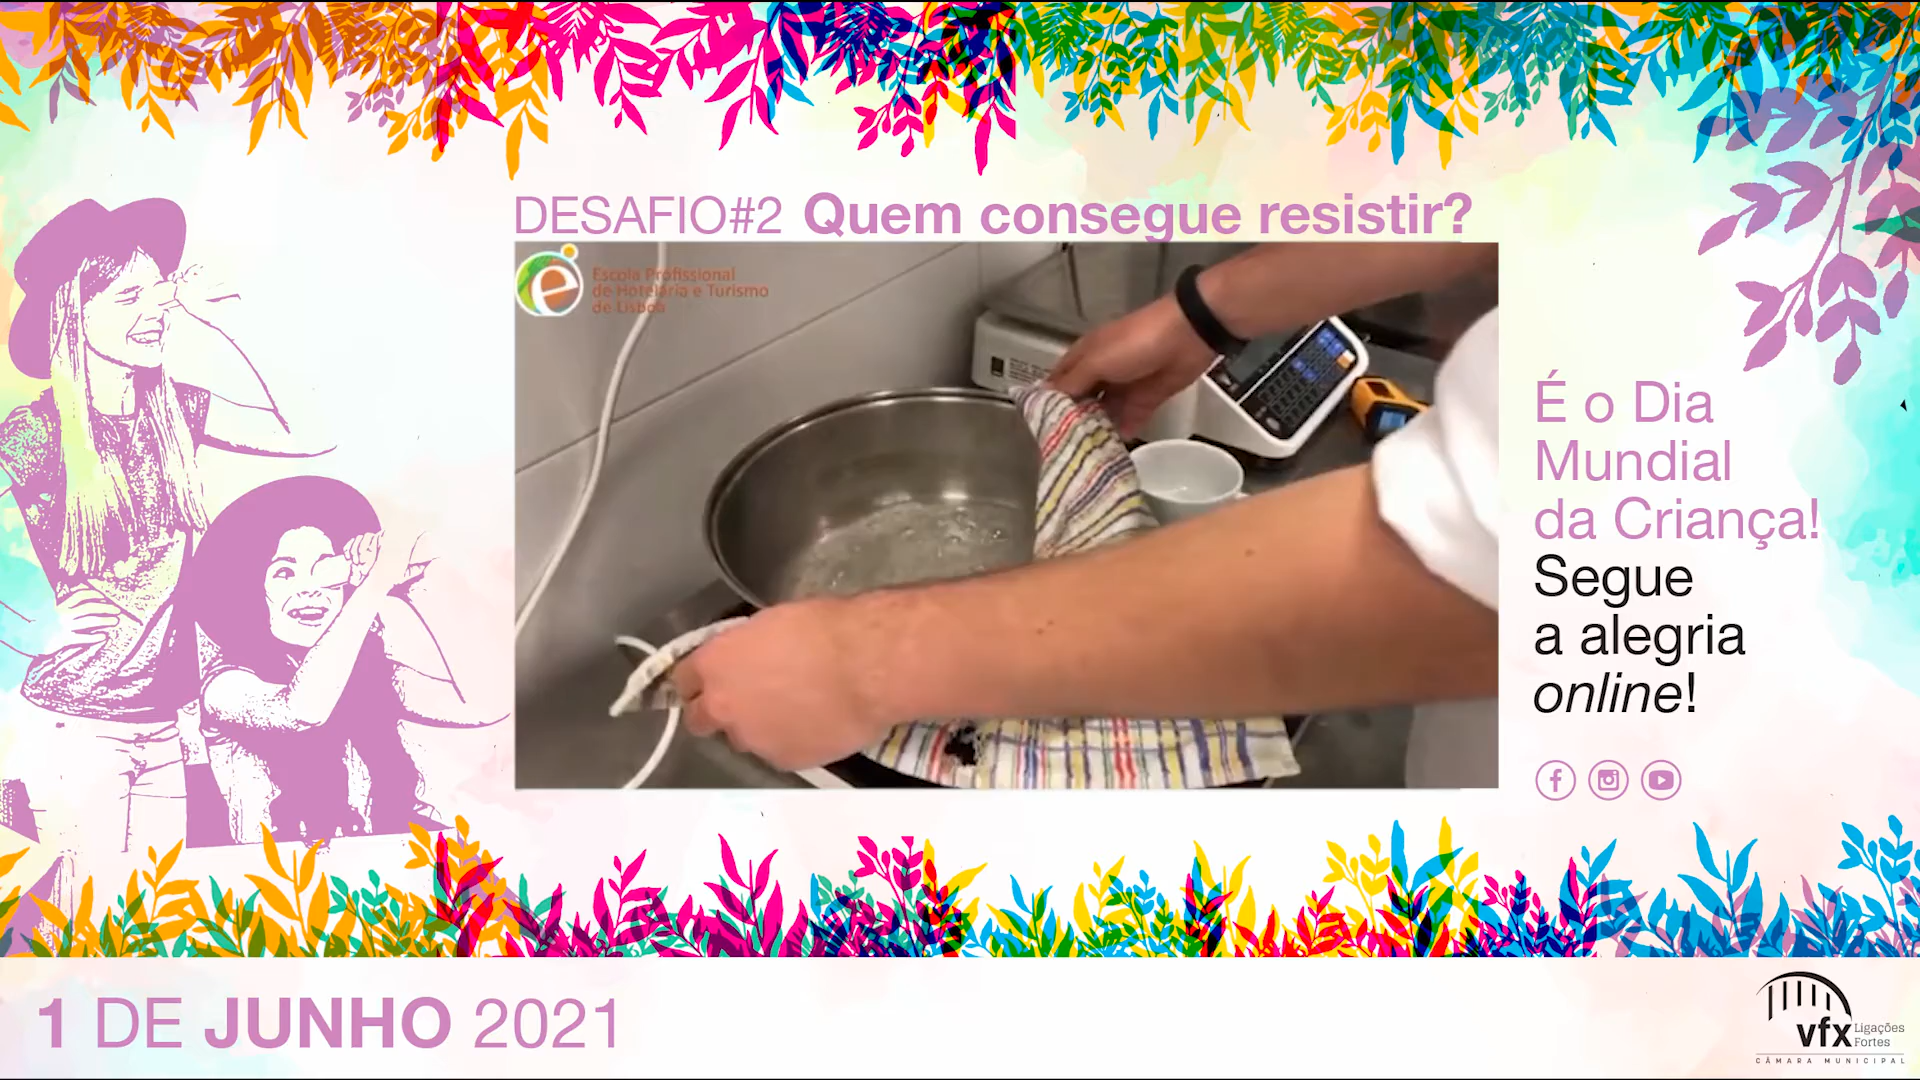 DESAFIO#2 Quem consegue resistir?
Escola Profissional
de Hotelaria e Turismo
de Lisboa
É o Dia
Mundial
da Criança!
Segue
a alegria
online!
1 DE JUNHO 2021
vfx Ligações
Fortes
CÂMARA MUNICIPAL